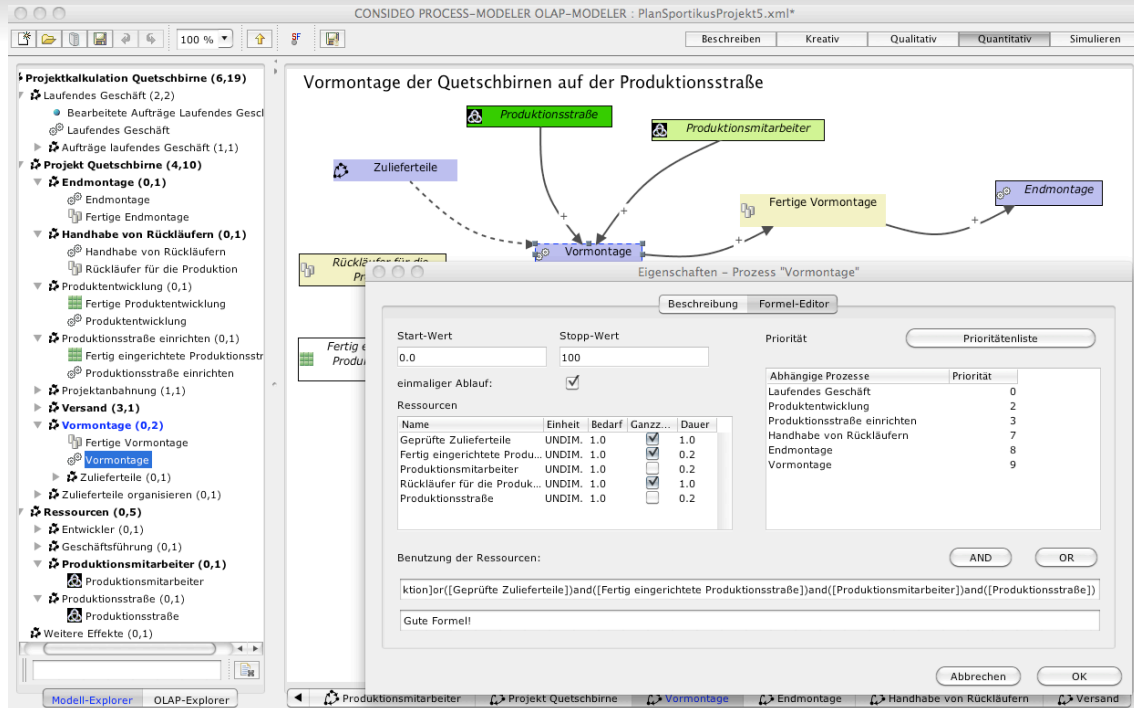 CONSIDEO PROCESS-MODELER OLAP-MODELER : PlanSportikusProjekt5.xml*
100 %
SF
Beschreiben
Kreativ
Qualitativ
Quantitativ
Simulieren
Projektkalkulation Quetschbirne (6,19)
Laufendes Geschäft (2,2)
Bearbeitete Aufträge Laufendes Gescl
Laufendes Geschäft
Aufträge laufendes Geschäft (1,1)
Projekt Quetschbirne (4,10)
Endmontage (0,1)
Endmontage
Fertige Endmontage
Handhabe von Rückläufern (0,1)
Handhabe von Rückläufern
Rückläufer für die Produktion
Produktentwicklung (0,1)
Fertige Produktentwicklung
Produktentwicklung
Produktionsstraße einrichten (0,1)
Fertig eingerichtete Produktionsstr
Produktionsstraße einrichten
Projektanbahnung (1,1)
Versand (3,1)
Vormontage (0,2)
Fertige Vormontage
Vormontage
Zulieferteile (0,1)
Zulieferteile organisieren (0,1)
Ressourcen (0,5)
Entwickler (0,1)
Geschäftsführung (0,1)
Produktionsmitarbeiter (0,1)
Produktionsmitarbeiter
Produktionsstraße (0,1)
Produktionsstraße
Weitere Effekte (0,1)
Modell-Explorer
OLAP-Explorer
Vormontage der Quetschbirnen auf der Produktionsstraße
Produktionsstraße
Produktionsmitarbeiter
Zulieferteile
Fertige Vormontage
Endmontage
+
+
+
+
Vormontage
Rückläufer für die
Pr
Fertig e
Produ
Eigenschaften – Prozess "Vormontage"
Beschreibung
Formel-Editor
Start-Wert
Stopp-Wert
0.0
100
einmaliger Ablauf:
Ressourcen
Name Einheit Bedarf Ganzz... Dauer
Geprüfte Zulieferteile UNDIM. 1.0 1.0
Fertig eingerichtete Produ... UNDIM. 1.0 0.2
Produktionsmitarbeiter UNDIM. 1.0 0.2
Rückläufer für die Produk... UNDIM. 1.0 1.0
Produktionsstraße UNDIM. 1.0 0.2
Priorität
Prioritätenliste
Abhängige Prozesse Priorität
Laufendes Geschäft 0
Produktentwicklung 2
Produktionsstraße einrichten 3
Handhabe von Rückläufern 7
Endmontage 8
Vormontage 9
Benutzung der Ressourcen:
AND
OR
ktion]or([Geprüfte Zulieferteile])and([Fertig eingerichete Produktionsstraße])and([Produktionsmitarbeiter])and([Produktionsstraße])
Gute Formel!
Abbrechen
OK
Produktionsmitarbeiter
Projekt Quetschbirne
Vormontage
Endmontage
Handhabe von Rückläufern
Versand